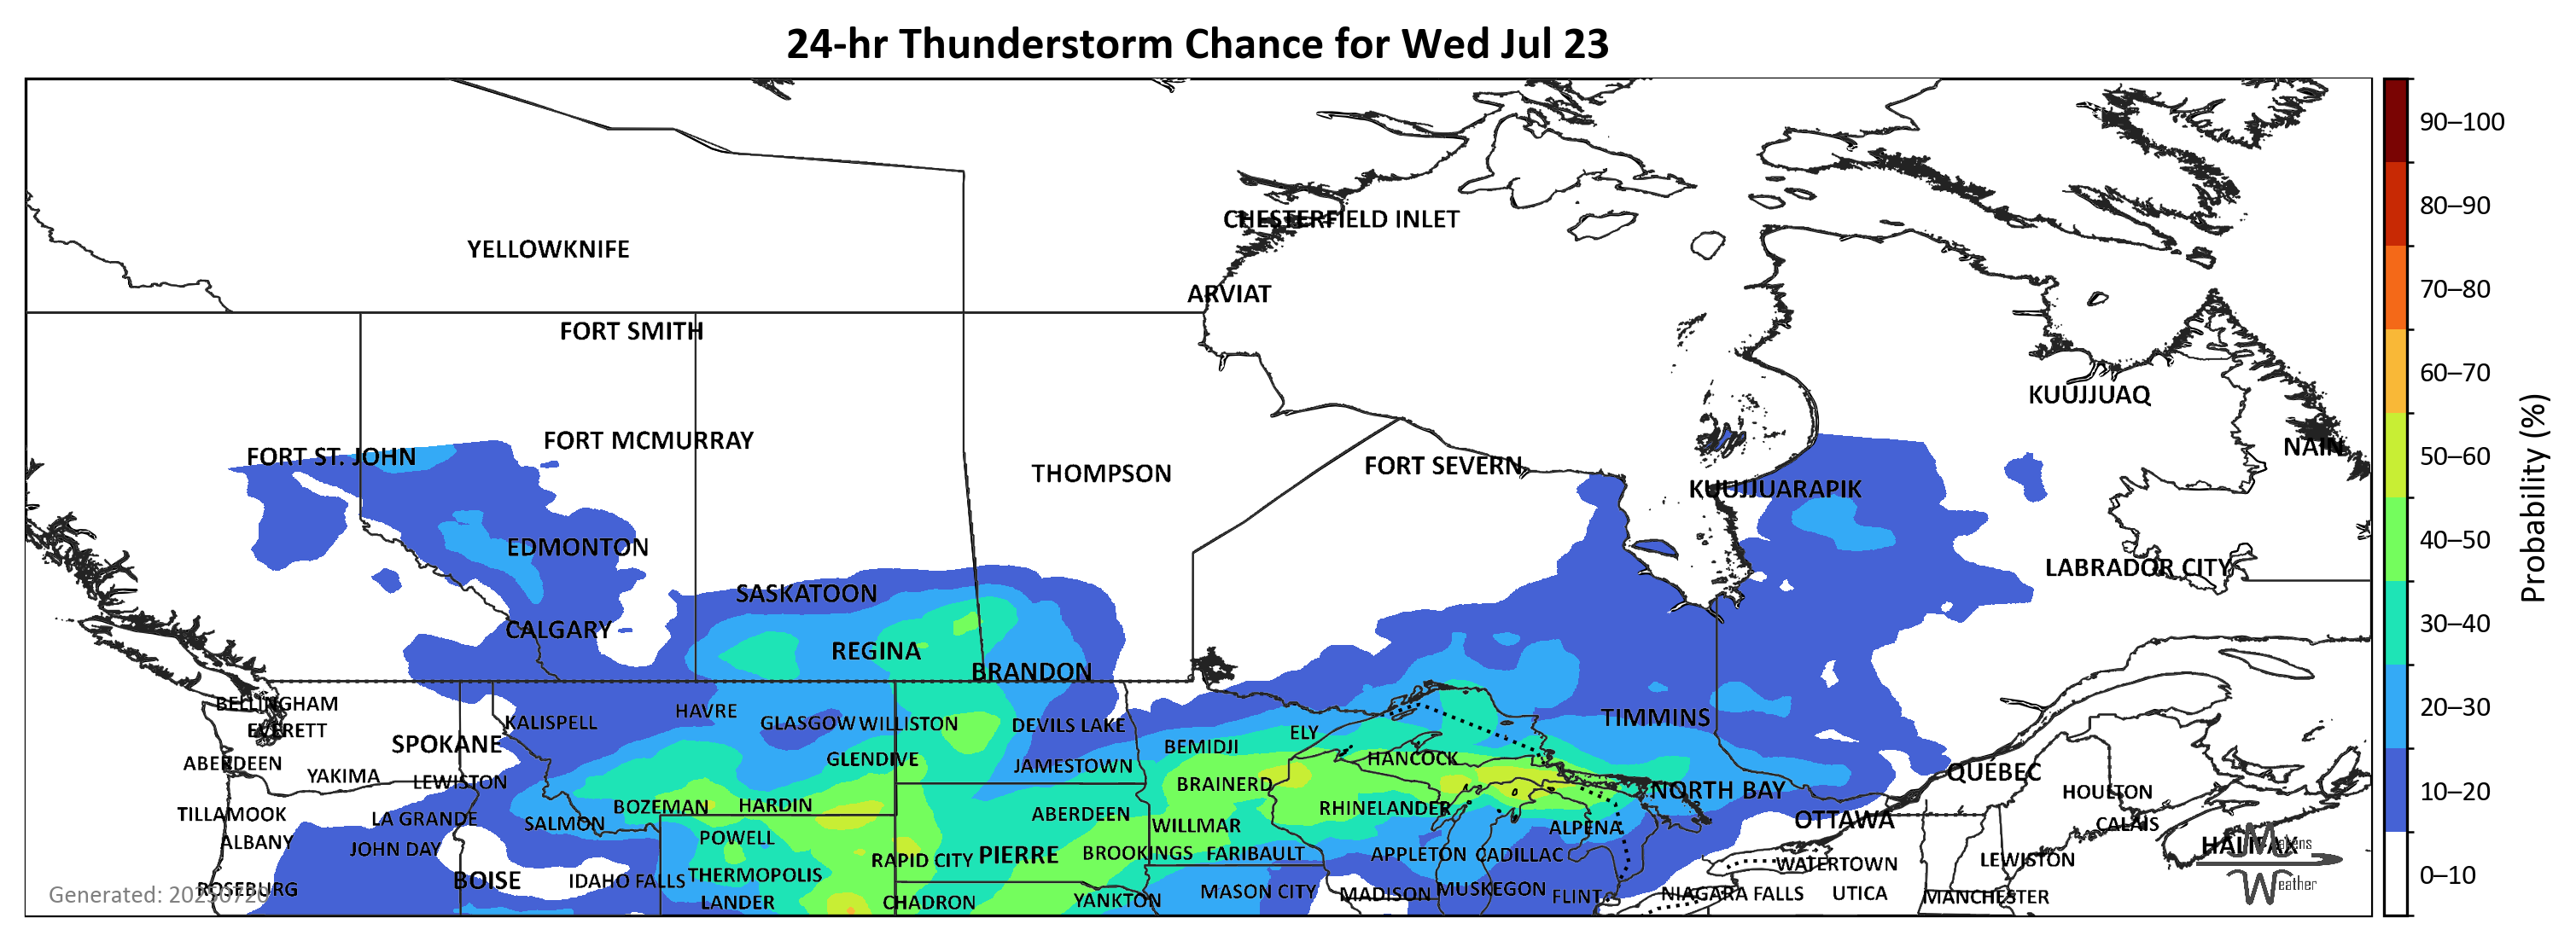 24-hr Thunderstorm Chance for Wed Jul 23
90–100
80–90
CHESTERFIELD INLET
YELLOWKNIFE
70–80
ARVIAT
FORT SMITH
60–70
KUUJJUAQ
50–60
FORT MCMURRAY
NAIN
FORT ST. JOHN
FORT SEVERN
THOMPSON
KUUJJUARAPIK
Probability (%)
40–50
EDMONTON
LABRADOR CITY
SASKATOON
30–40
CALGARY
REGINA
BRANDON
20–30
BELLINGHAM
HAVRE
TIMMINS
KALISPELL
GLASGOW
WILLISTON
DEVILS LAKE
EVERETT
ELY
SPOKANE
BEMIDJI
HANCOCK
GLENDIVE
ABERDEEN
JAMESTOWN
QUÉBEC
YAKIMA
LEWISTON
BRAINERD
NORTH BAY
HOULTON
10–20
BOZEMAN
HARDIN
RHINELANDER
TILLAMOOK
ABERDEEN
LA GRANDE
SALMON
WILLMAR
ALPENA
OTTAWA
CALAIS
POWELL
ALBANY
HALIFAX
Makens
JOHN DAY
BROOKINGS
FARIBAULT
APPLETON
CADILLAC
PIERRE
RAPID CITY
LEWISTON
WATERTOWN
THERMOPOLIS
0–10
BOISE
IDAHO FALLS
Weather
ROSEBURG
MASON CITY
MADISON
MUSKEGON
NIAGARA FALLS
UTICA
Generated: 20250720
LANDER
CHADRON
YANKTON
FLINT
MANCHESTER